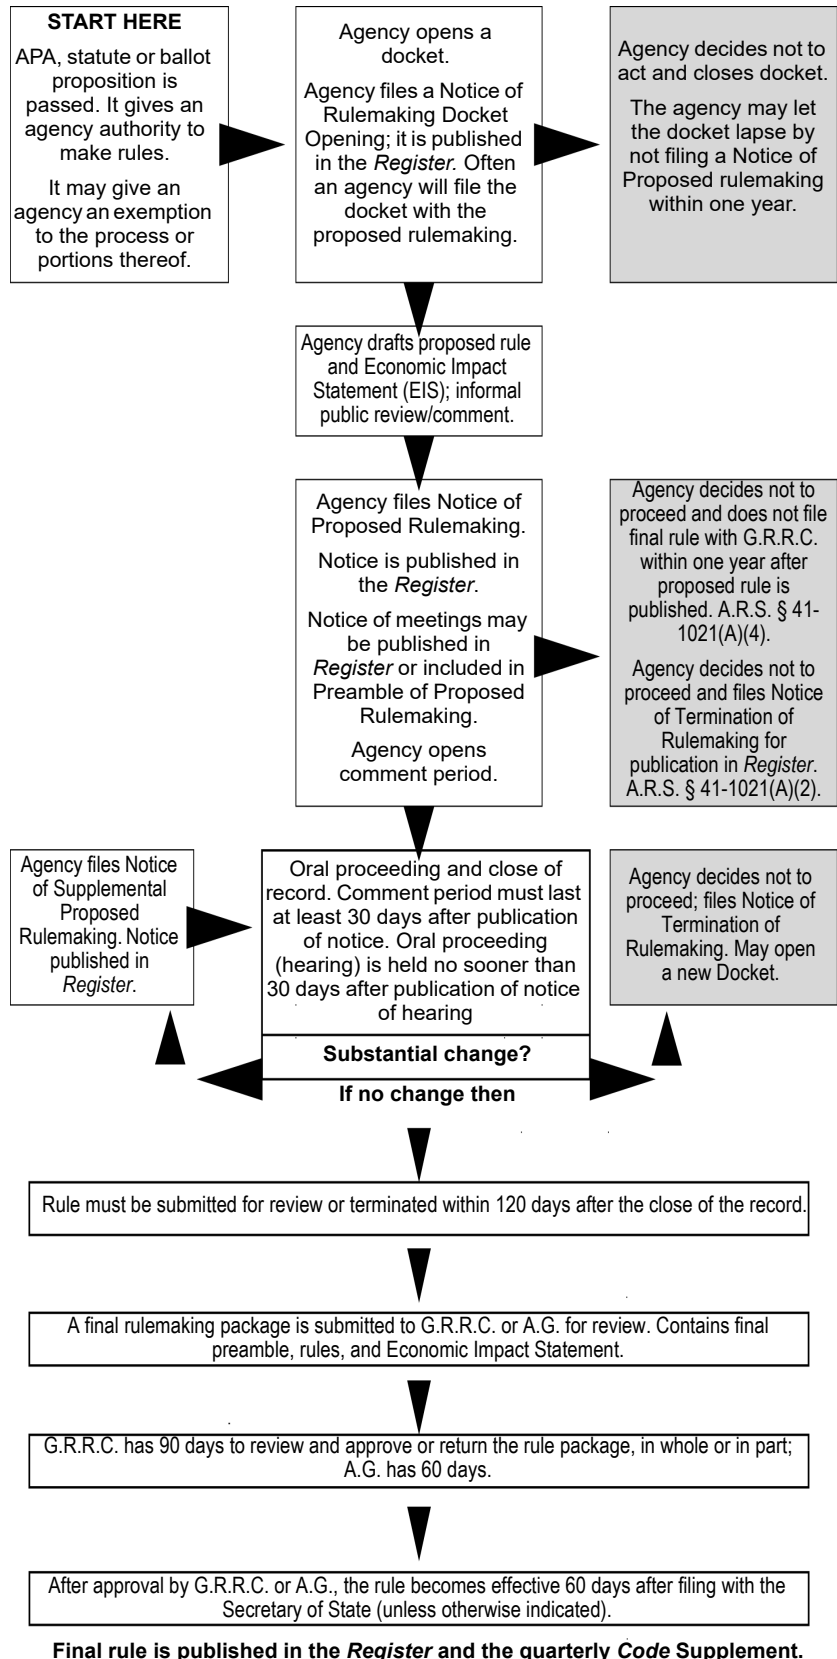 START HERE
APA, statute or ballot
proposition is
passed. It gives an
agency authority to
make rules.
It may give an
agency an exemption
to the process or
portions thereof.
Agency opens a
docket.
Agency files a Notice of
Rulemaking Docket
Opening; it is published
in the Register. Often
an agency will file the
docket with the
proposed rulemaking.
Agency decides not to
act and closes docket.
The agency may let
the docket lapse by
not filing a Notice of
Proposed rulemaking
within one year.
Agency drafts proposed rule
and Economic Impact
Statement (EIS); informal
public review/comment.
Agency files Notice of
Proposed Rulemaking.
Notice is published in
the Register.
Notice of meetings may
be published in
Register or included in
Preamble of Proposed
Rulemaking.
Agency opens
comment period.
Agency decides not to
proceed and does not file
final rule with G.R.R.C.
within one year after
proposed rule is
published. A.R.S. § 41-
1021(A)(4).
Agency decides not to
proceed and files Notice
of Termination of
Rulemaking for
publication in Register.
A.R.S. § 41-1021(A)(2).
Agency files Notice
of Supplemental
Proposed
Rulemaking. Notice
published in
Register.
Oral proceeding and close of
record. Comment period must last
at least 30 days after publication
of notice. Oral proceeding
(hearing) is held no sooner than
30 days after publication of notice
of hearing
Agency decides not to
proceed; files Notice of
Termination of
Rulemaking. May open
a new Docket.
Substantial change?
If no change then
Rule must be submitted for review or terminated within 120 days after the close of the record.
A final rulemaking package is submitted to G.R.R.C. or A.G. for review. Contains final
preamble, rules, and Economic Impact Statement.
G.R.R.C. has 90 days to review and approve or return the rule package, in whole or in part;
A.G. has 60 days.
After approval by G.R.R.C. or A.G., the rule becomes effective 60 days after filing with the
Secretary of State (unless otherwise indicated).
Final rule is published in the Register and the quarterly Code Supplement.